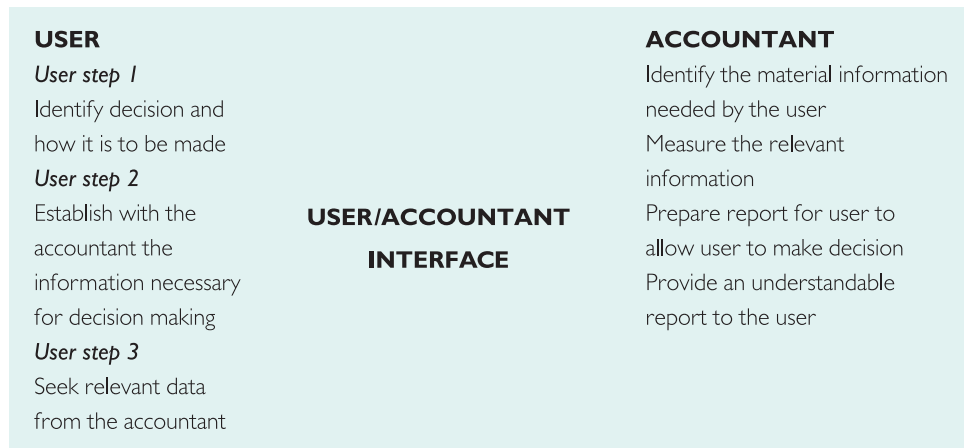 USER
User step 1
Identify decision and
how it is to be made
User step 2
Establish with the
accountant the
information necessary
for decision making
User step 3
Seek relevant data
from the accountant
USER/ACCOUNTANT
INTERFACE
ACCOUNTANT
Identify the material information
needed by the user
Measure the relevant
information
Prepare report for user to
allow user to make decision
Provide an understandable
report to the user